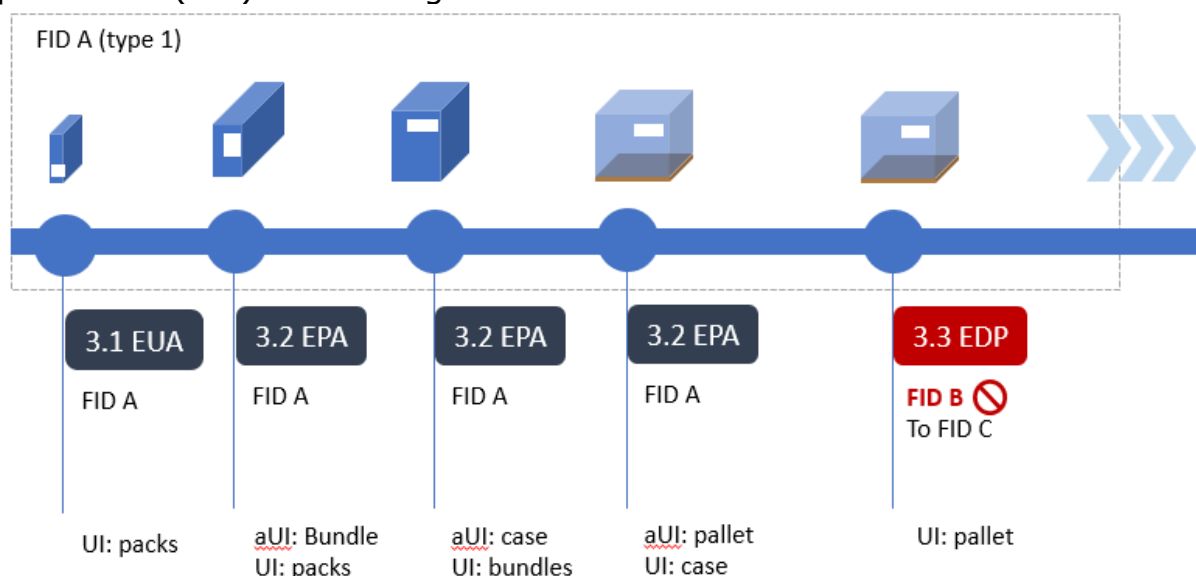 FID A (type 1)
3.1 EUA
3.2 EPA
3.2 EPA
3.2 EPA
3.3 EDP
FID A
FID A
FID A
FID A
FID B
To FID C
UI: packs
aUI: Bundle
UI: packs
aUI: case
UI: bundles
aUI: pallet
UI: case
UI: pallet